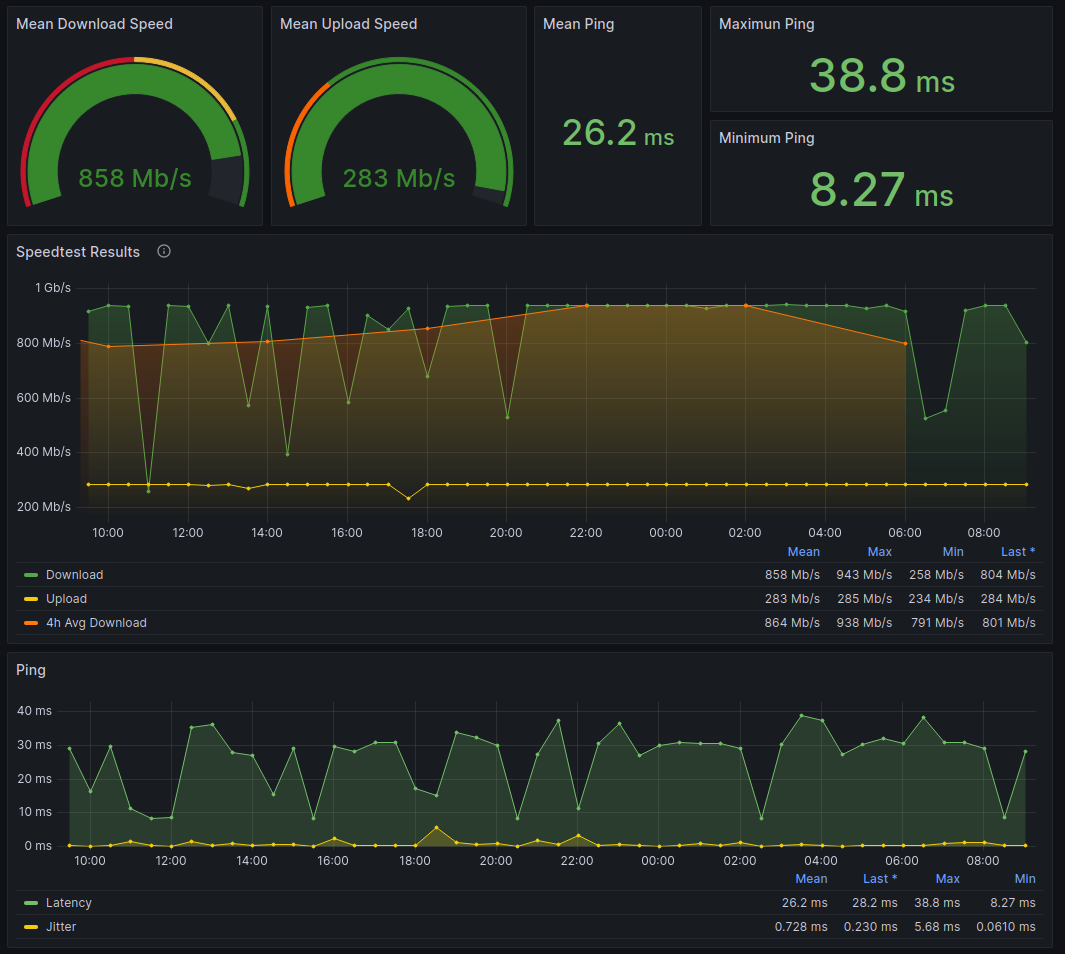 Mean Download Speed
858 Mb/s
Mean Upload Speed
283 Mb/s
Mean Ping
26.2 ms
Maximun Ping
38.8 ms
Minimum Ping
8.27 ms
Speedtest Results
1 Gb/s
800 Mb/s
600 Mb/s
400 Mb/s
200 Mb/s
10:00 12:00 14:00 16:00 18:00 20:00 22:00 00:00 02:00 04:00 06:00 08:00
Mean Max Min Last *
Download 858 Mb/s 943 Mb/s 258 Mb/s 804 Mb/s
Upload 283 Mb/s 285 Mb/s 234 Mb/s 284 Mb/s
4h Avg Download 864 Mb/s 938 Mb/s 791 Mb/s 801 Mb/s
Ping
40 ms
30 ms
20 ms
10 ms
0 ms
10:00 12:00 14:00 16:00 18:00 20:00 22:00 00:00 02:00 04:00 06:00 08:00
Mean Last * Max Min
Latency 26.2 ms 28.2 ms 38.8 ms 8.27 ms
Jitter 0.728 ms 0.230 ms 5.68 ms 0.0610 ms